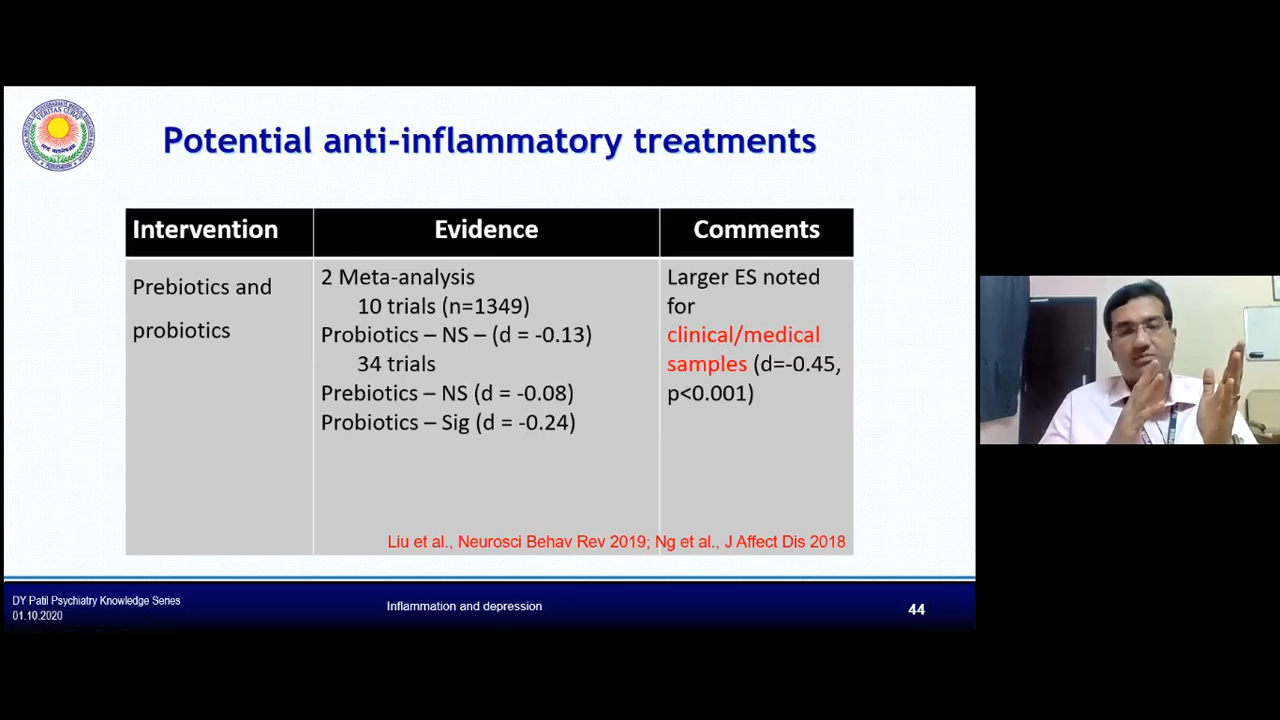 Potential anti-inflammatory treatments
Intervention
Evidence
Comments
Prebiotics and
probiotics
2 Meta-analysis
10 trials (n=1349)
Probiotics – NS – (d = -0.13)
34 trials
Prebiotics – NS (d = -0.08)
Probiotics – Sig (d = -0.24)
Larger ES noted
for
clinical/medical
samples (d=-0.45,
p<0.001)
Liu et al., Neurosci Behav Rev 2019; Ng et al., J Affect Dis 2018
DY Patil Psychiatry Knowledge Series
01.10.2020
Inflammation and depression
44